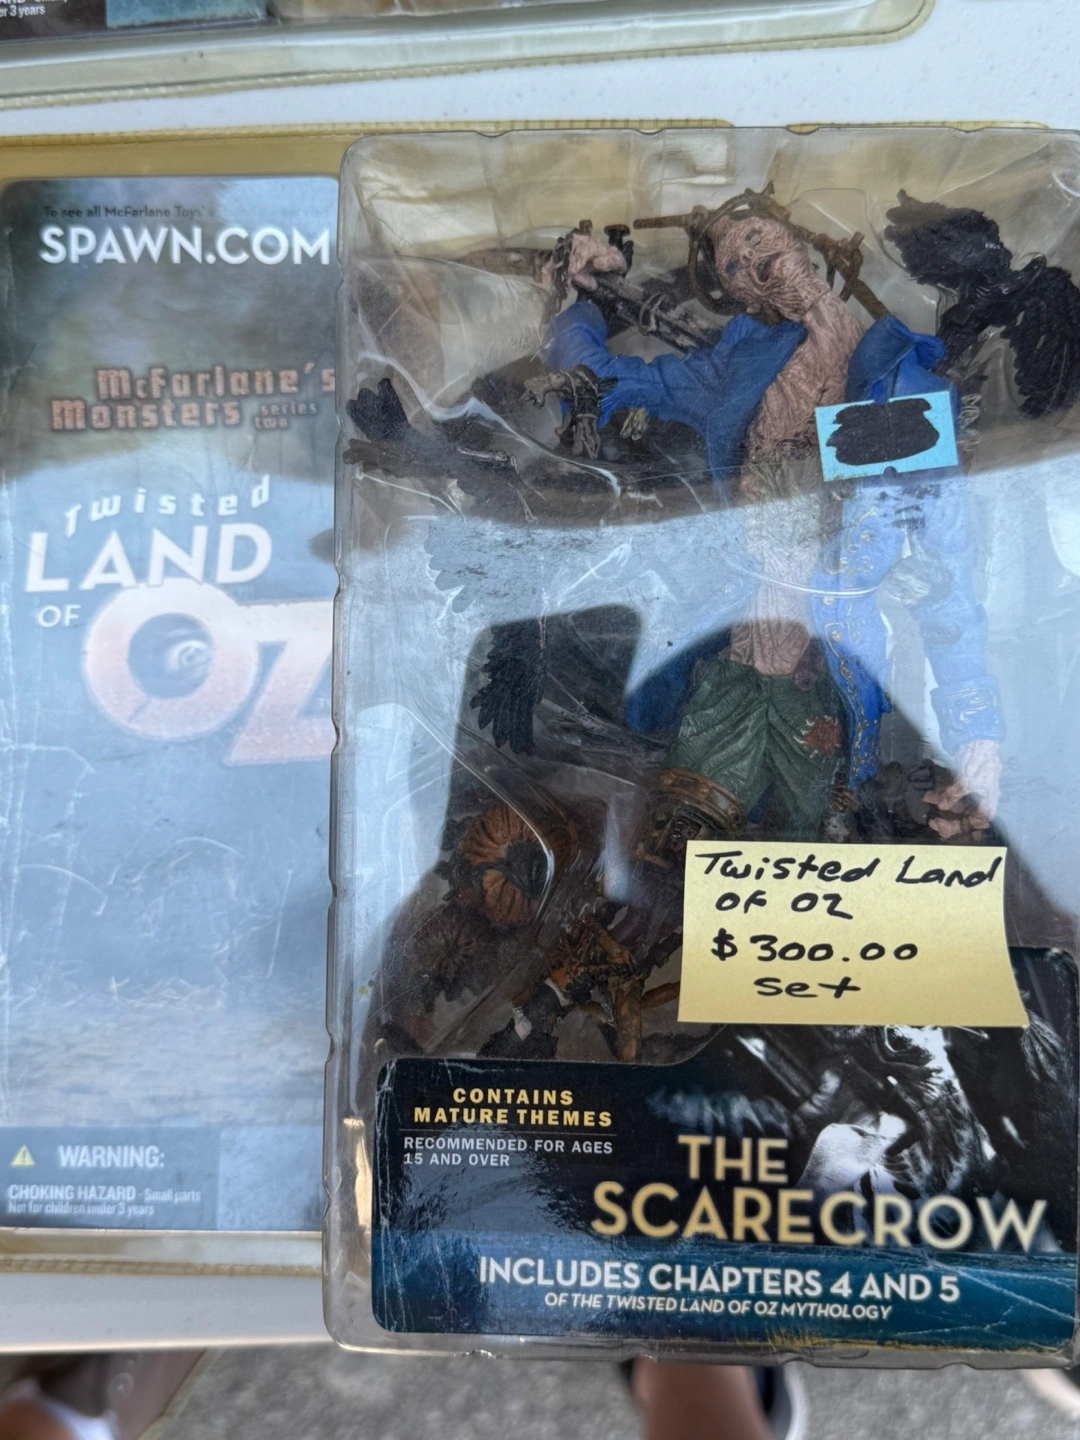 or 3 years
To see all McFarlane Toys'
SPAWN.COM
McFarlane's
Monsters series
two
Twisted
LAND
OF OZ
WARNING:
CHOKING HAZARD - Small parts
Not for children under 3 years
Twisted Land
OF OZ
$300.00
set
CONTAINS
MATURE THEMES
RECOMMENDED FOR AGES
15 AND OVER
THE
SCARECROW
INCLUDES CHAPTERS 4 AND 5
OF THE TWISTED LAND OF OZ MYTHOLOGY